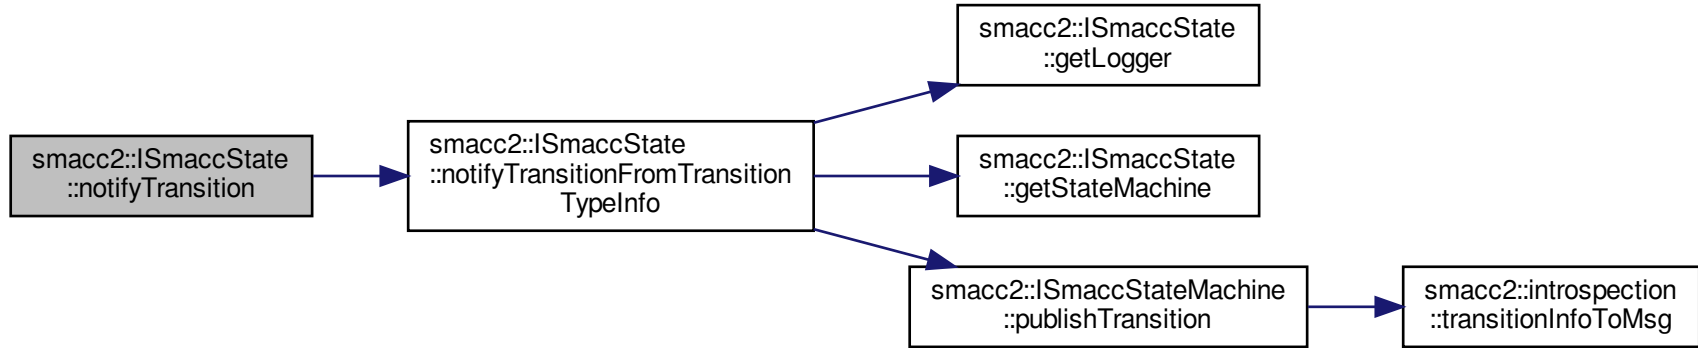 smacc2::ISmaccState
::notifyTransition
smacc2::ISmaccState
::notifyTransitionFromTransition
TypeInfo
smacc2::ISmaccState
::getLogger
smacc2::ISmaccState
::getStateMachine
smacc2::ISmaccStateMachine
::publishTransition
smacc2::introspection
::transitionInfoToMsg